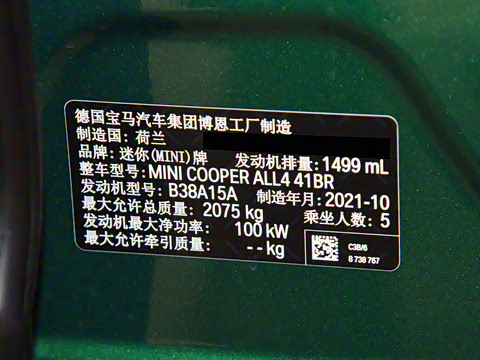 德国宝马汽车集团博恩工厂制造
制造国: 荷兰
品牌: 迷你(MINI)牌 发动机排量: 1499 mL
整车型号: MINI COOPER ALL4 41BR
发动机型号: B38A15A 制造年月: 2021-10
最大允许总质量: 2075 kg 乘坐人数: 5
发动机最大净功率: 100 kW
最大允许牵引质量: -- kg
C3B/6
8 738 767